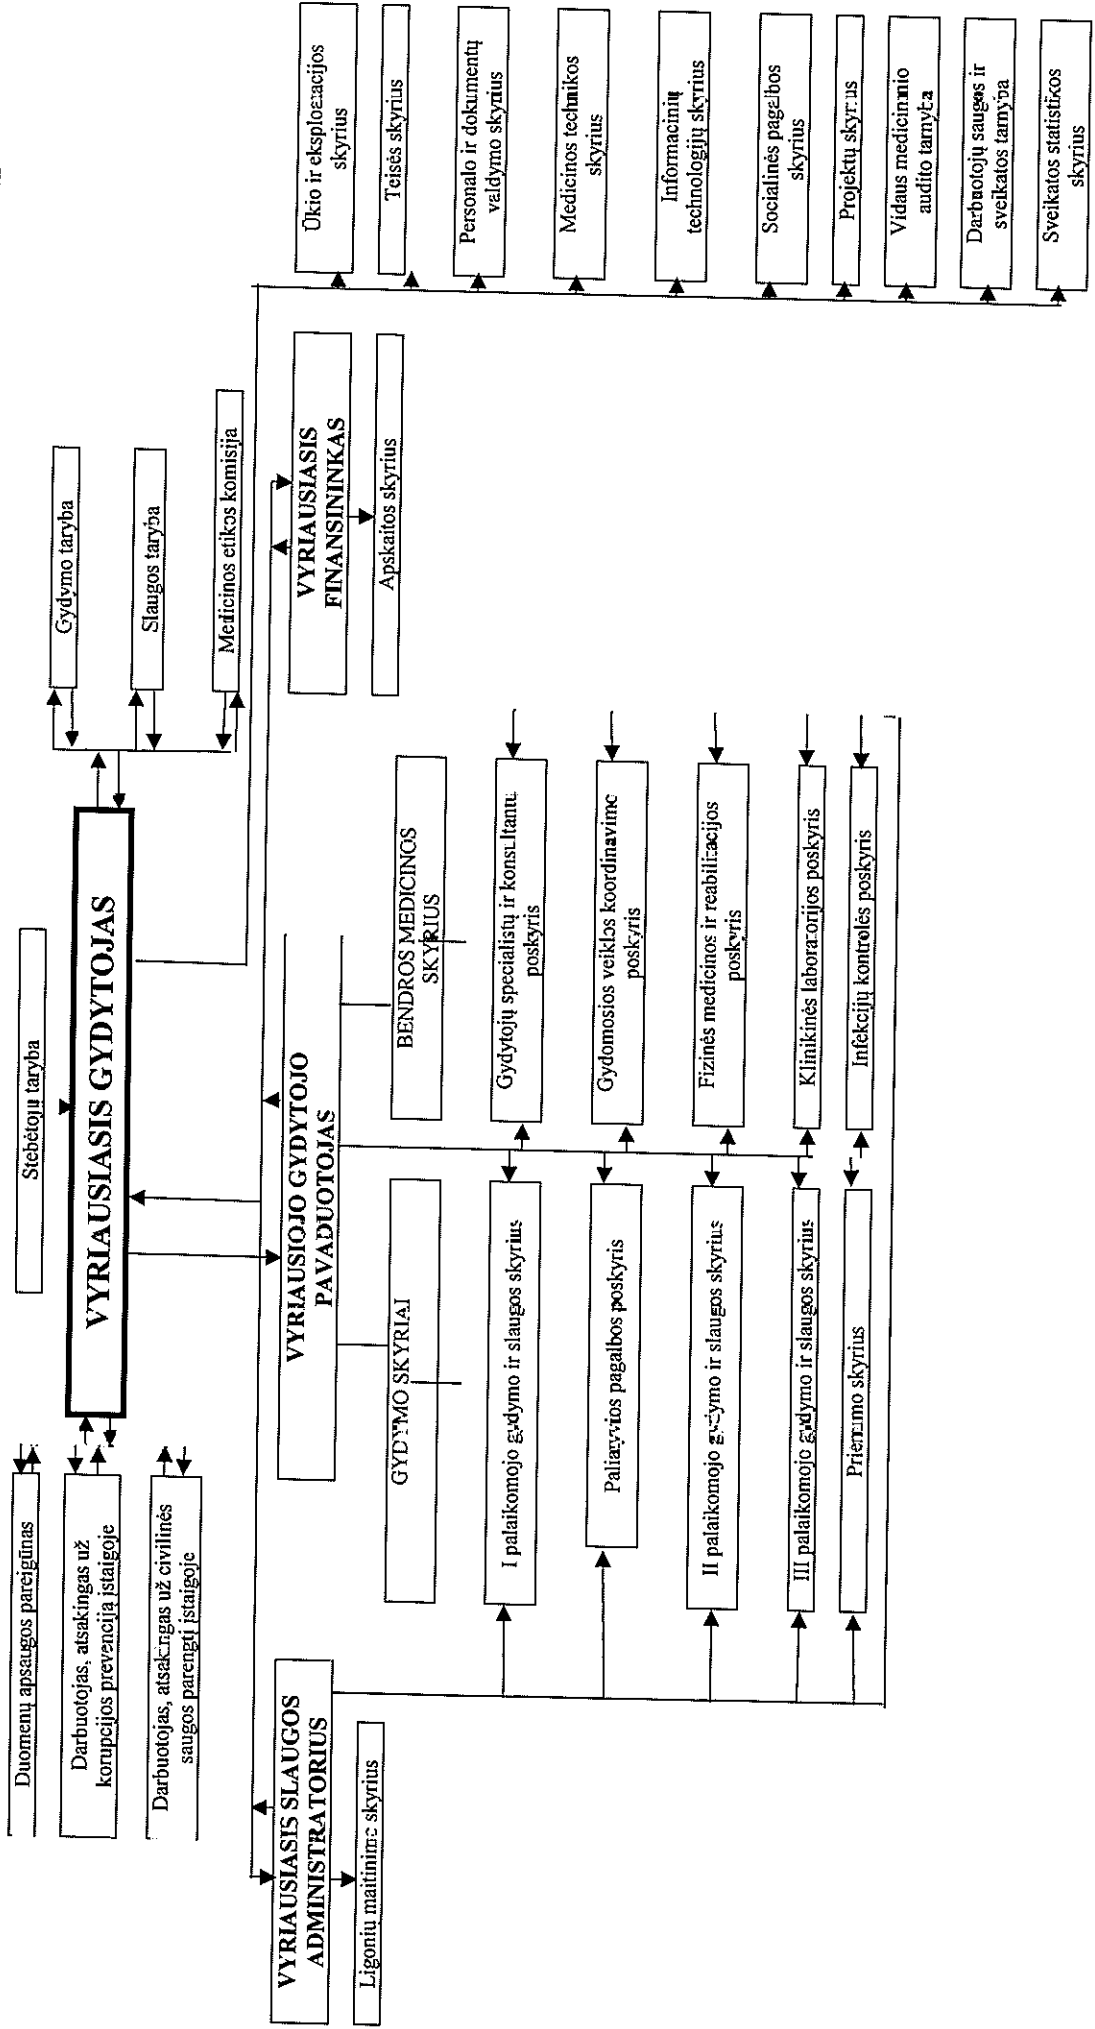 Stebėtojų taryba
VYRIAUSIASIS GYDYTOJAS
Duomenų apsaugos pareigūnas
Darbuotojas, atsakingas už
korupcijos prevenciją įstaigoje
Darbuotojas, atsakingas už civilinės
saugos parengtį įstaigoje
Gydymo taryba
Slaugos taryba
Medicinos etikos komisija
VYRIAUSIASIS SLAUGOS
ADMINISTRATORIUS
Ligonių maitinimo skyrius
VYRIAUSIOJO GYDYTOJO
PAVADUOTOJAS
GYDYMO SKYRIAI
I palaikomojo gydymo ir slaugos skyrius
Paliatyvios pagalbos poskyris
II palaikomojo gydymo ir slaugos skyrius
III palaikomojo gydymo ir slaugos skyrius
Priėmimo skyrius
BENDROS MEDICINOS
SKYRIUS
Gydytojų specialistų ir konsultantų
poskyris
Gydomosios veiklos koordinavimo
poskyris
Fizinės medicinos ir reabilitacijos
poskyris
Klinikinės laboratorijos poskyris
Infekcijų kontrolės poskyris
VYRIAUSIASIS
FINANSININKAS
Apskaitos skyrius
Ūkio ir eksploatacijos
skyrius
Teisės skyrius
Personalo ir dokumentų
valdymo skyrius
Medicinos technikos
skyrius
Informacinių
technologijų skyrius
Socialinės pagalbos
skyrius
Projektų skyrius
Vidaus medicininio
audito tarnyba
Darbuotojų saugos ir
sveikatos tarnyba
Sveikatos statistikos
skyrius